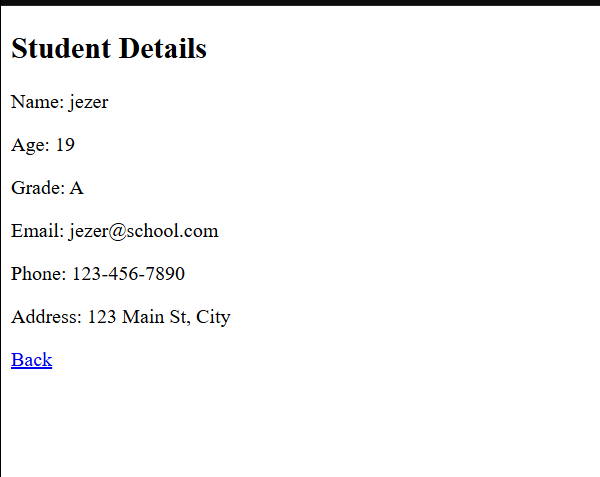 Student Details
Name: jezer
Age: 19
Grade: A
Email: jezer@school.com
Phone: 123-456-7890
Address: 123 Main St, City
Back